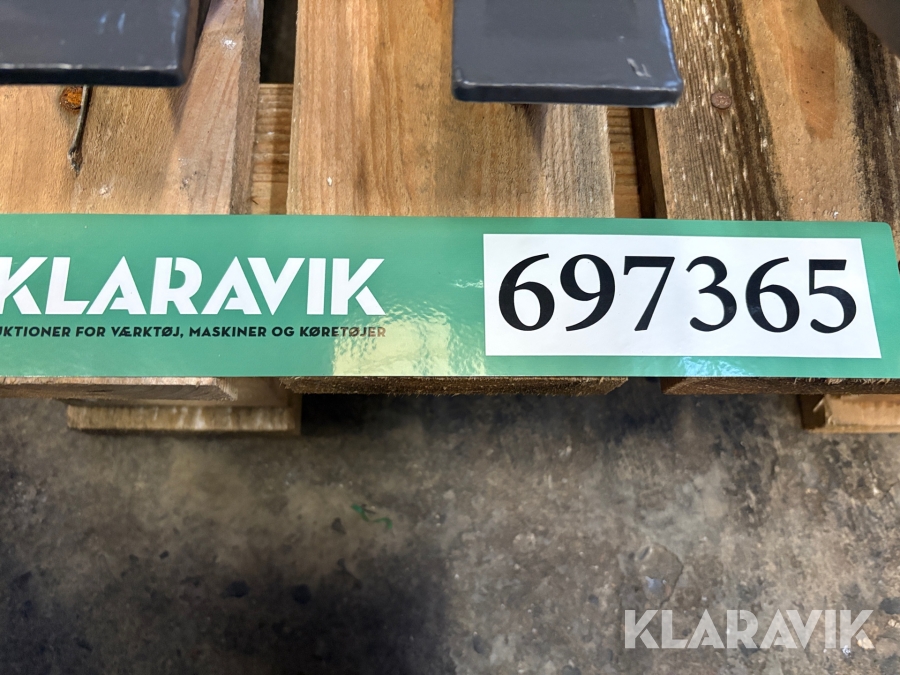 KLARAVIK
697365
UKTIONER FOR VÆRKTØJ, MASKINER OG KØRETØJER
KLARAVIK